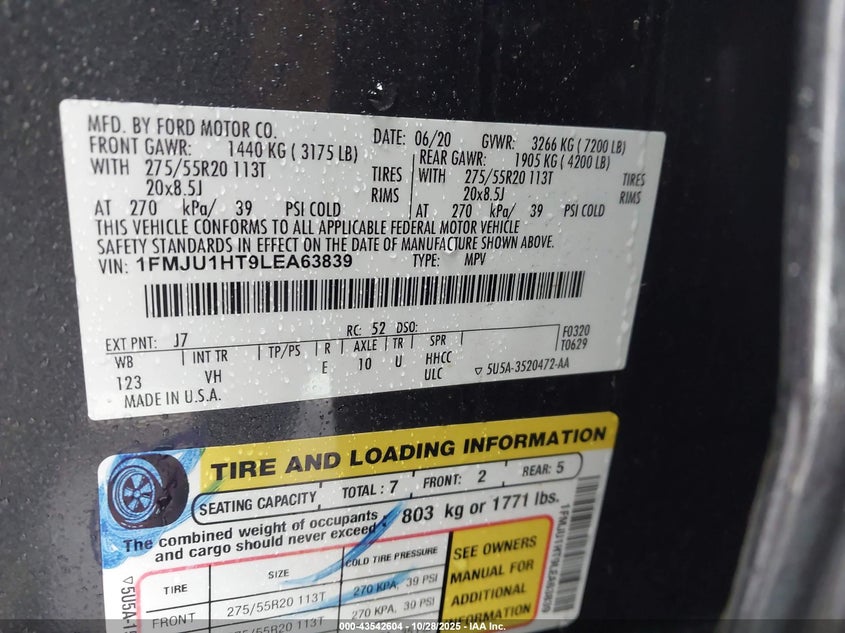 MFD. BY FORD MOTOR CO.
DATE: 06/20 GVWR: 3266 KG ( 7200 LB)
FRONT GAWR: 1440 KG ( 3175 LB) REAR GAWR: 1905 KG ( 4200 LB)
WITH 275/55R20 113T TIRES WITH 275/55R20 113T TIRES
20x8.5J RIMS 20x8.5J RIMS
AT 270 kPa/ 39 PSI COLD AT 270 kPa/ 39 PSI COLD
THIS VEHICLE CONFORMS TO ALL APPLICABLE FEDERAL MOTOR VEHICLE
SAFETY STANDARDS IN EFFECT ON THE DATE OF MANUFACTURE SHOWN ABOVE.
VIN: 1FMJU1HT9LEA63839 TYPE: MPV
EXT PNT: J7 RC: 52 DSO: F0320
WB INT TR TP/PS R AXLE TR SPR T0629
123 VH E 10 U HHCC
ULC 5U5A-3520472-AA
MADE IN U.S.A.
TIRE AND LOADING INFORMATION
SEATING CAPACITY TOTAL : 7 FRONT: 2 REAR: 5
The combined weight of occupants
and cargo should never exceed : 803 kg or 1771 lbs.
TIRE SIZE COLD TIRE PRESSURE
FRONT 275/55R20 113T 270 KPA, 39 PSI
275/55R20 113T 270 KPA, 39 PSI
SEE OWNERS
MANUAL FOR
ADDITIONAL
INFORMATION
1FMJU1HT9LEA63839
000-43542604 - 10/28/2025 - IAA Inc.